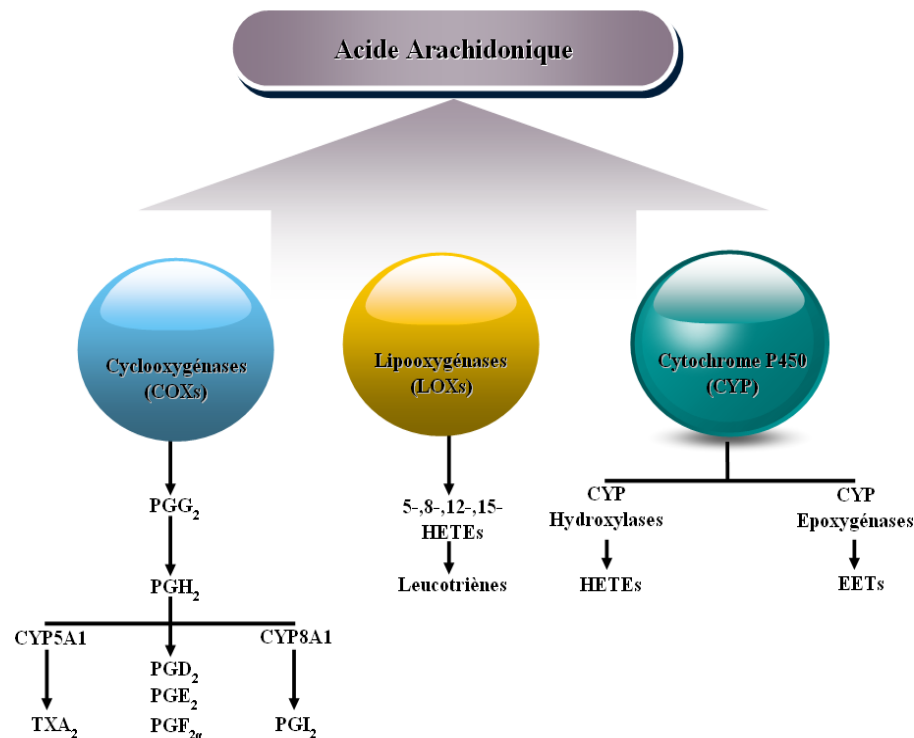 Acide Arachidonique
Cyclooxygénases
(COXs)
Lipooxygénases
(LOXs)
Cytochrome P450
(CYP)
PGG₂
PGH₂
CYP5A1
CYP8A1
TXA₂
PGD₂
PGE₂
PGF₂α
PGI₂
5-,8-,12-,15-
HETEs
Leucotriènes
CYP
Hydroxylases
HETEs
CYP
Epoxygénases
EETs